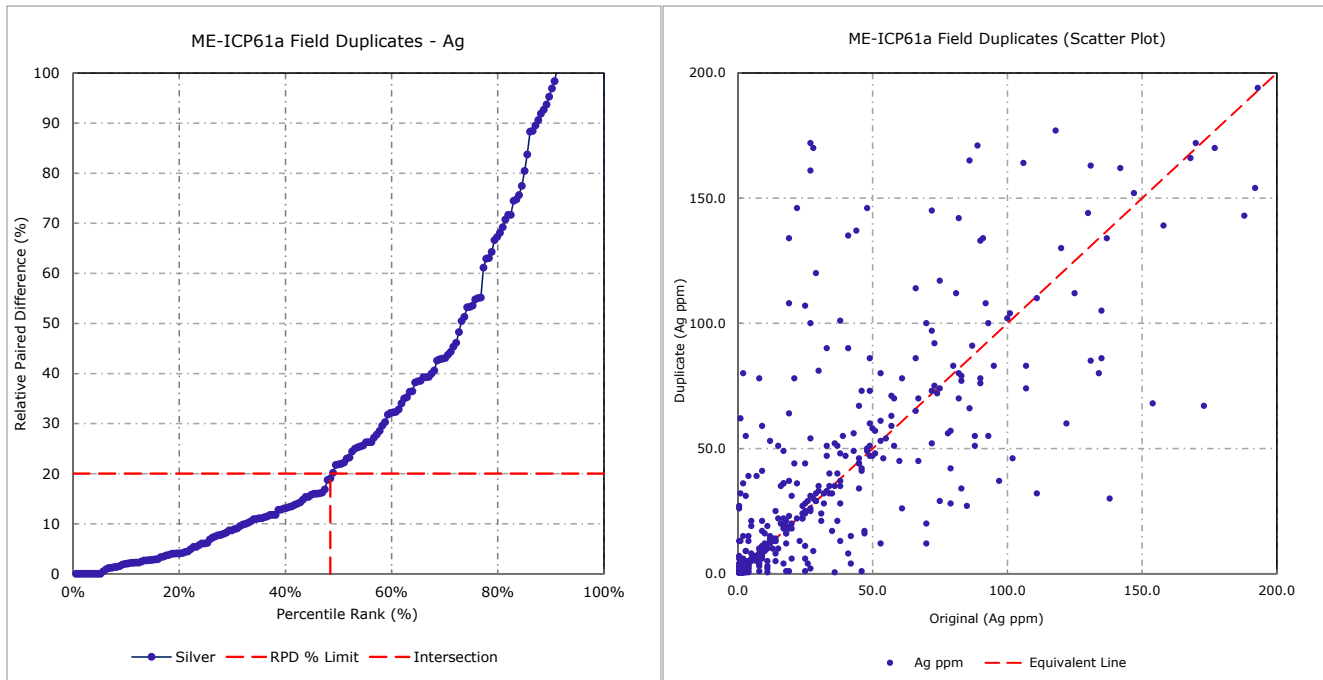 ME-ICP61a Field Duplicates - Ag
100
90
80
70
60
50
40
30
20
10
0
Relative Paired Difference (%)
0% 20% 40% 60% 80% 100%
Percentile Rank (%)
Silver RPD % Limit Intersection
ME-ICP61a Field Duplicates (Scatter Plot)
200.0
150.0
100.0
50.0
0.0
Duplicate (Ag ppm)
0.0 50.0 100.0 150.0 200.0
Original (Ag ppm)
Ag ppm Equivalent Line